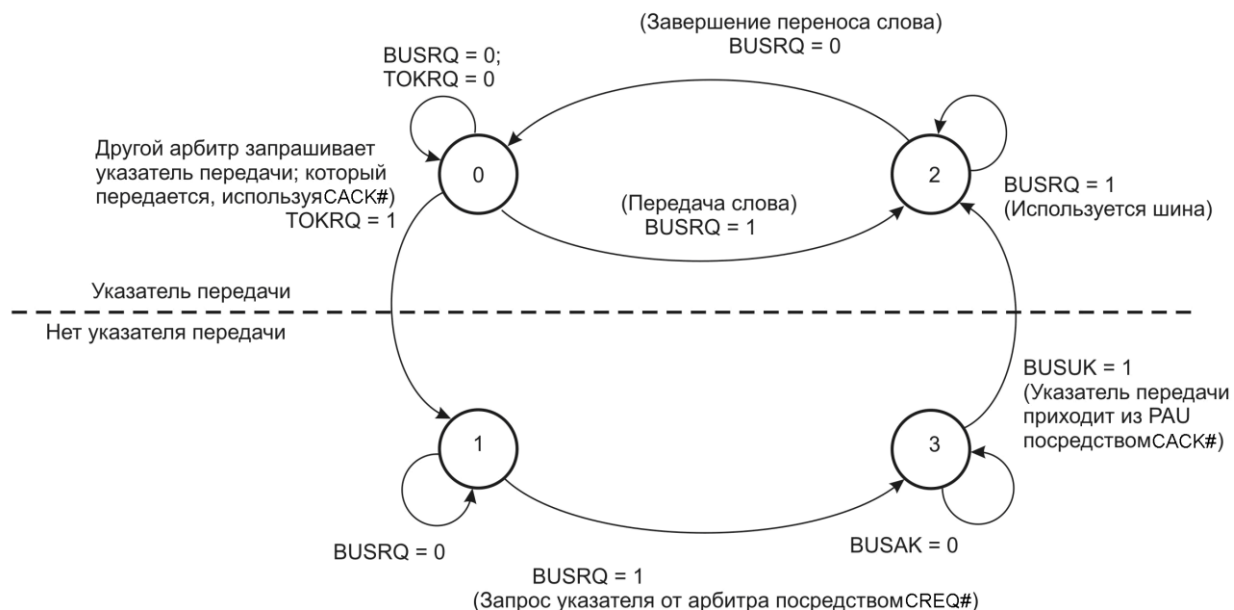 (Завершение переноса слова)
BUSRQ = 0
BUSRQ = 0;
TOKRQ = 0
Другой арбитр запрашивает
указатель передачи; который
передается, используяCACK#)
TOKRQ = 1
0
2
(Передача слова)
BUSRQ = 1
BUSRQ = 1
(Используется шина)
Указатель передачи
Нет указателя передачи
BUSUK = 1
(Указатель передачи
приходит из PAU
посредствомCACK#)
1
3
BUSRQ = 0
BUSAK = 0
BUSRQ = 1
(Запрос указателя от арбитра посредствомCREQ#)